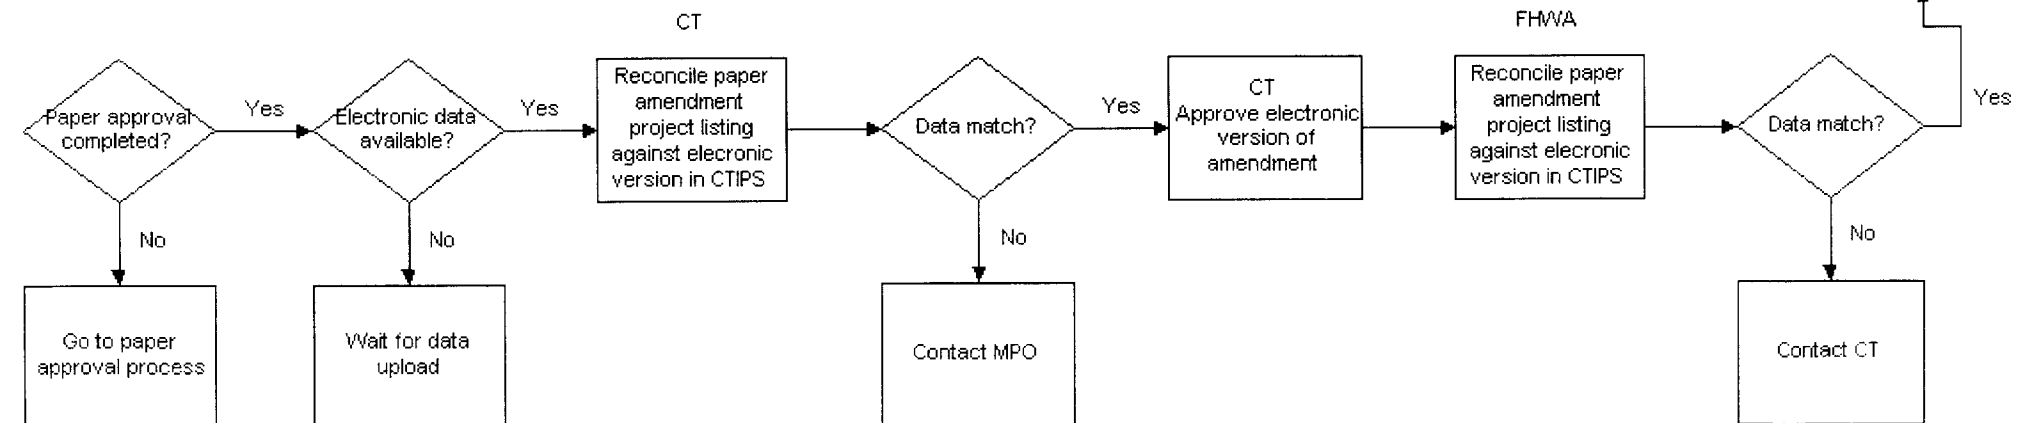 CT
FHWA
Paper approval
completed?
Yes
Electronic data
available?
Yes
Reconcile paper
amendment
project listing
against elecronic
version in CTIPS
Data match?
Yes
CT
Approve electronic
version of
amendment
Reconcile paper
amendment
project listing
against elecronic
version in CTIPS
Data match?
Yes
No
No
No
No
Go to paper
approval process
Wait for data
upload
Contact MPO
Contact CT